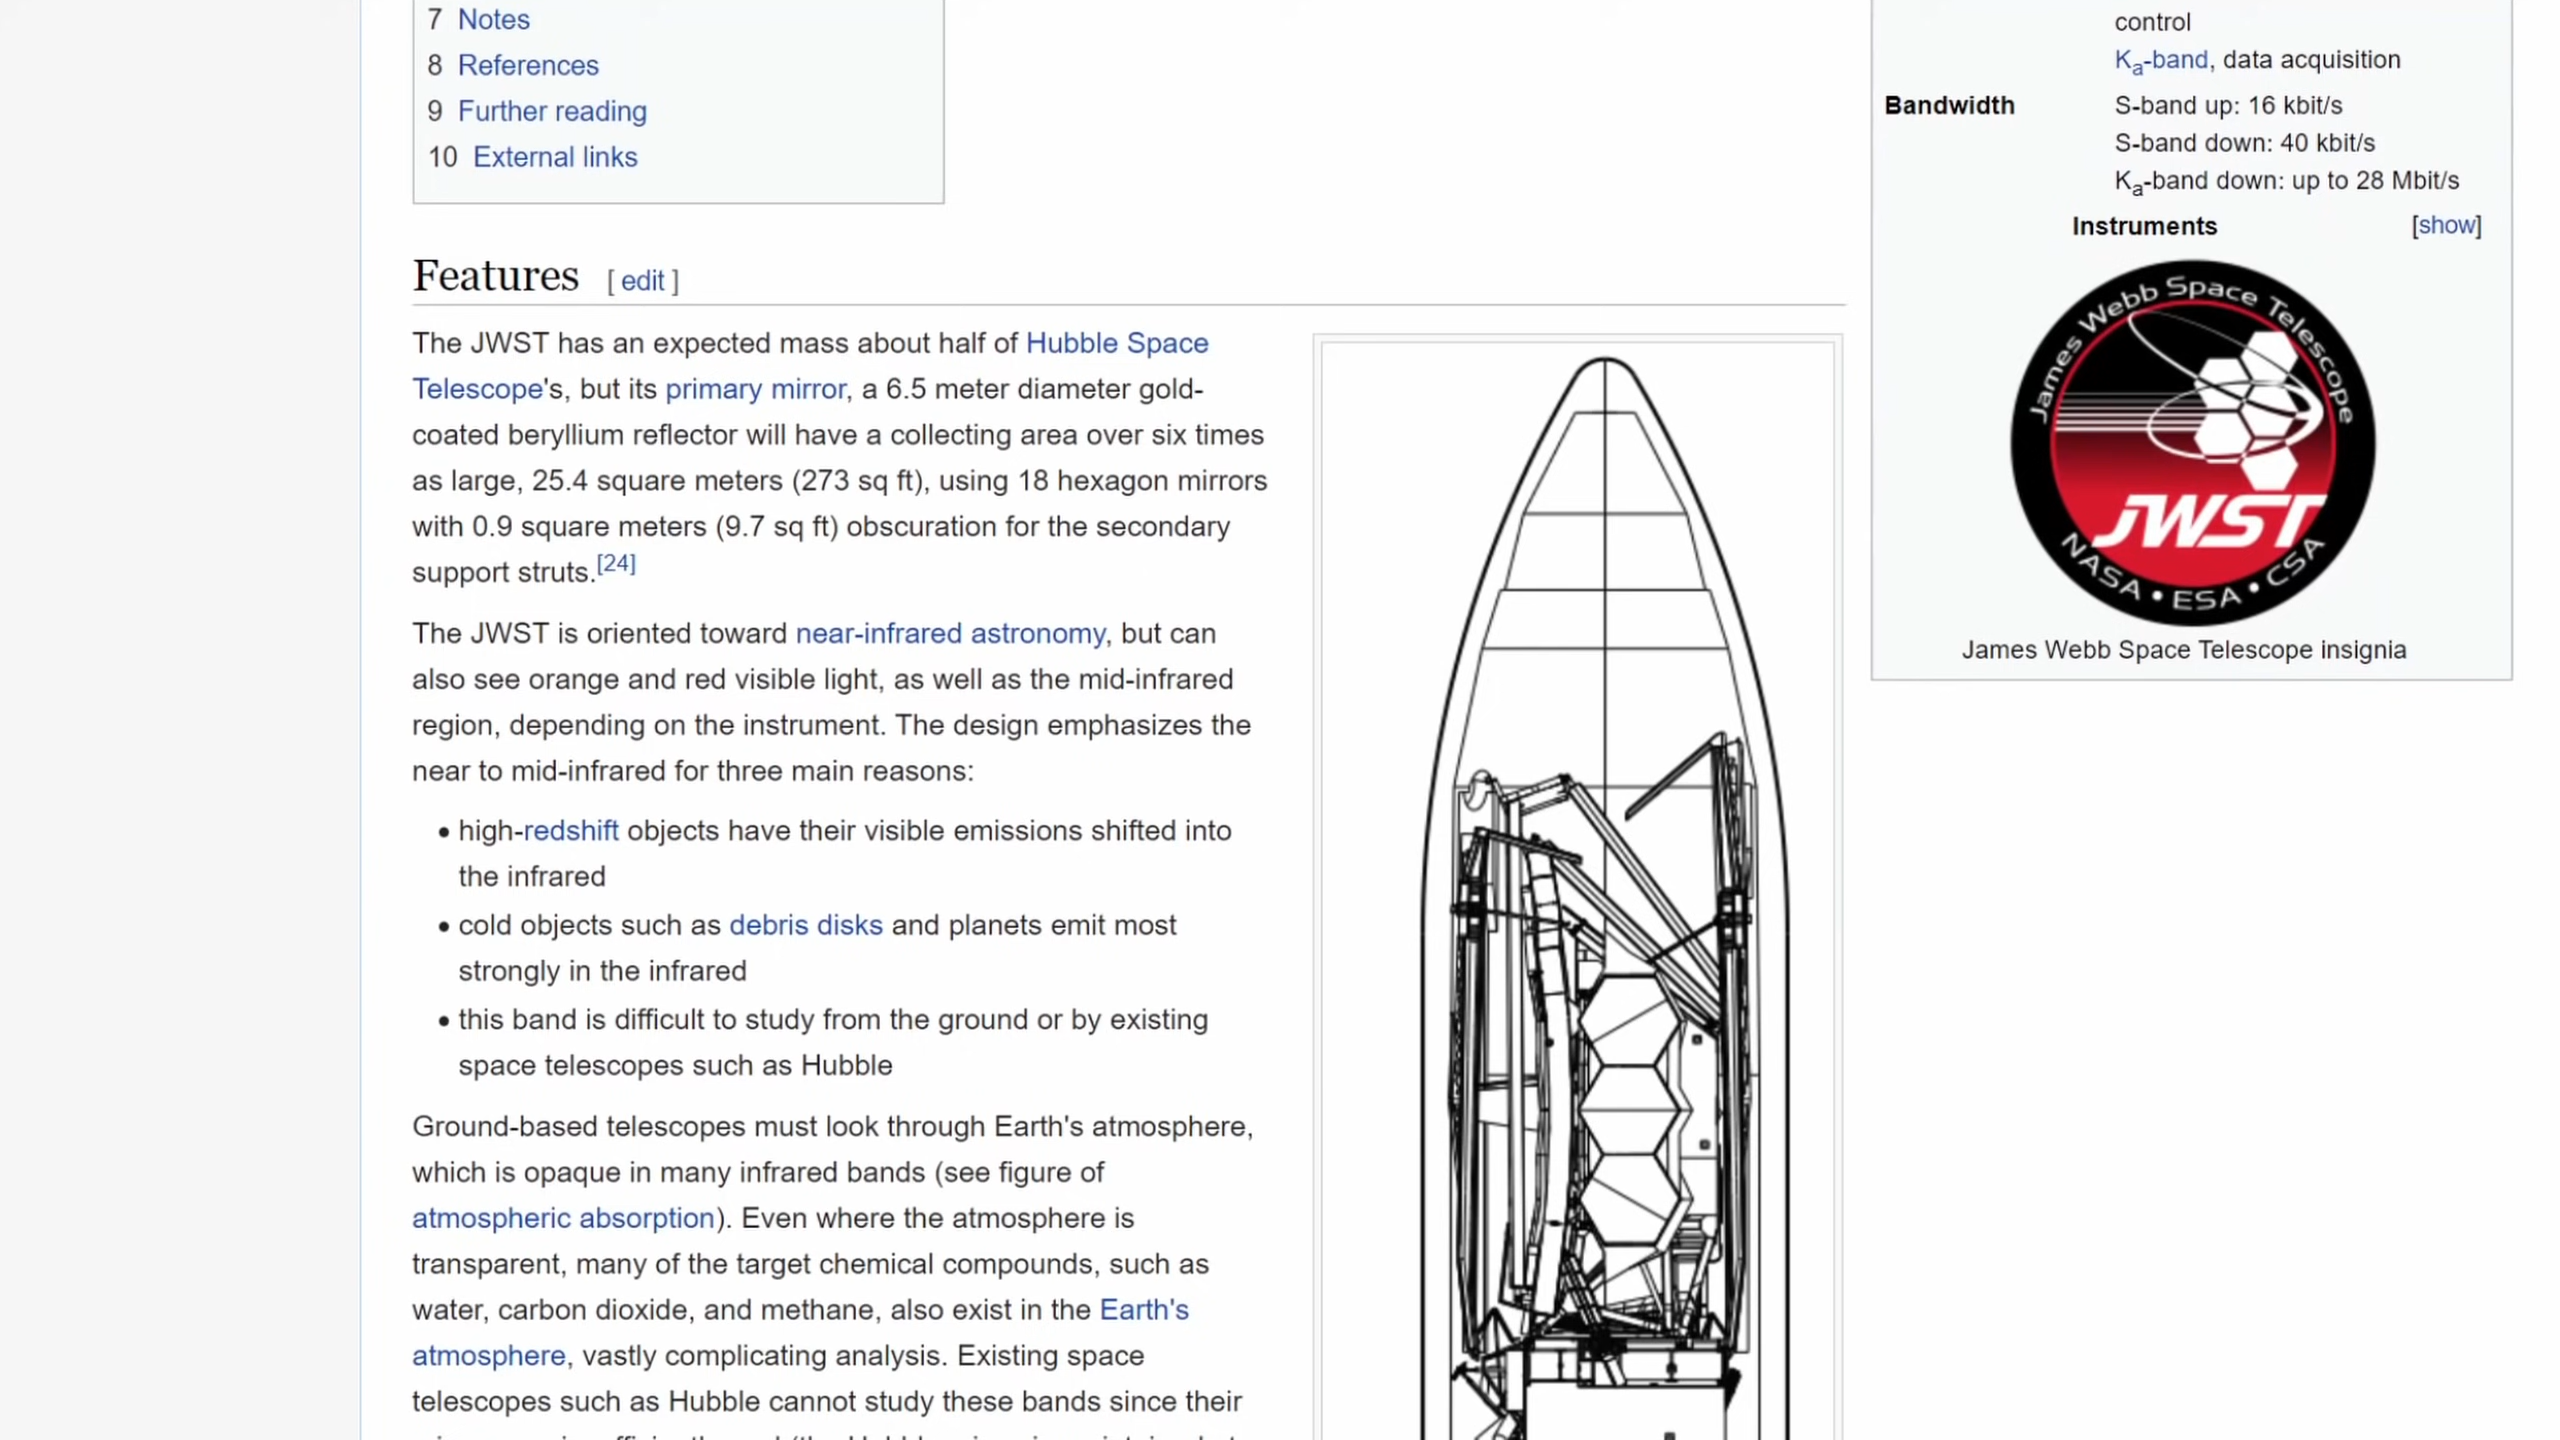 7 Notes
8 References
9 Further reading
10 External links
Features [ edit ]
The JWST has an expected mass about half of Hubble Space
Telescope's, but its primary mirror, a 6.5 meter diameter gold-
coated beryllium reflector will have a collecting area over six times
as large, 25.4 square meters (273 sq ft), using 18 hexagon mirrors
with 0.9 square meters (9.7 sq ft) obscuration for the secondary
support struts.[24]
The JWST is oriented toward near-infrared astronomy, but can
also see orange and red visible light, as well as the mid-infrared
region, depending on the instrument. The design emphasizes the
near to mid-infrared for three main reasons:
• high-redshift objects have their visible emissions shifted into
the infrared
• cold objects such as debris disks and planets emit most
strongly in the infrared
• this band is difficult to study from the ground or by existing
space telescopes such as Hubble
Ground-based telescopes must look through Earth's atmosphere,
which is opaque in many infrared bands (see figure of
atmospheric absorption). Even where the atmosphere is
transparent, many of the target chemical compounds, such as
water, carbon dioxide, and methane, also exist in the Earth's
atmosphere, vastly complicating analysis. Existing space
telescopes such as Hubble cannot study these bands since their
control
Ka-band, data acquisition
Bandwidth S-band up: 16 kbit/s
S-band down: 40 kbit/s
Ka-band down: up to 28 Mbit/s
Instruments [show]
James Webb Space Telescope
JWST
NASA • ESA • CSA
James Webb Space Telescope insignia